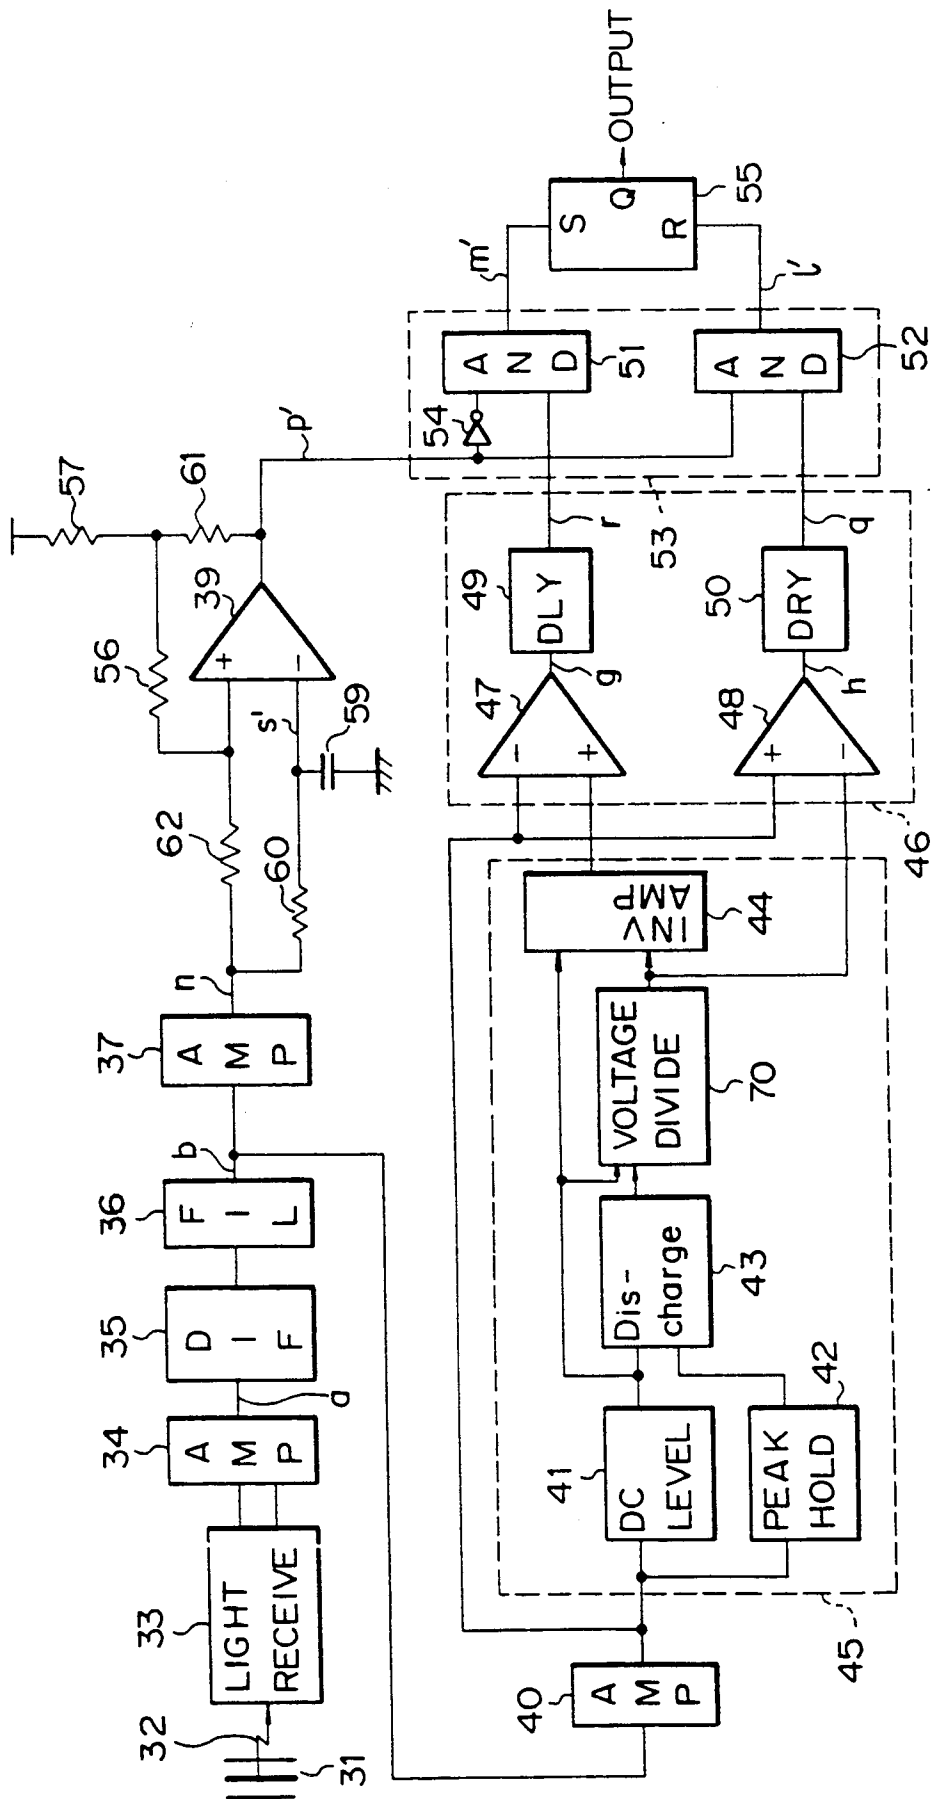 31
32
33
LIGHT
RECEIVE
34
AMP
a
35
DIF
36
FIL
b
37
AMP
n
62
60
56
s'
59
+
−
39
57
61
p'
40
AMP
45
41
DC
LEVEL
PEAK
HOLD
42
Dis-
charge
43
VOLTAGE
DIVIDE
70
INV
AMP
44
46
47
−
+
g
49
DLY
r
48
+
−
h
50
DRY
q
53
54
AND
51
AND
52
m'
l'
S
Q
R
55
OUTPUT